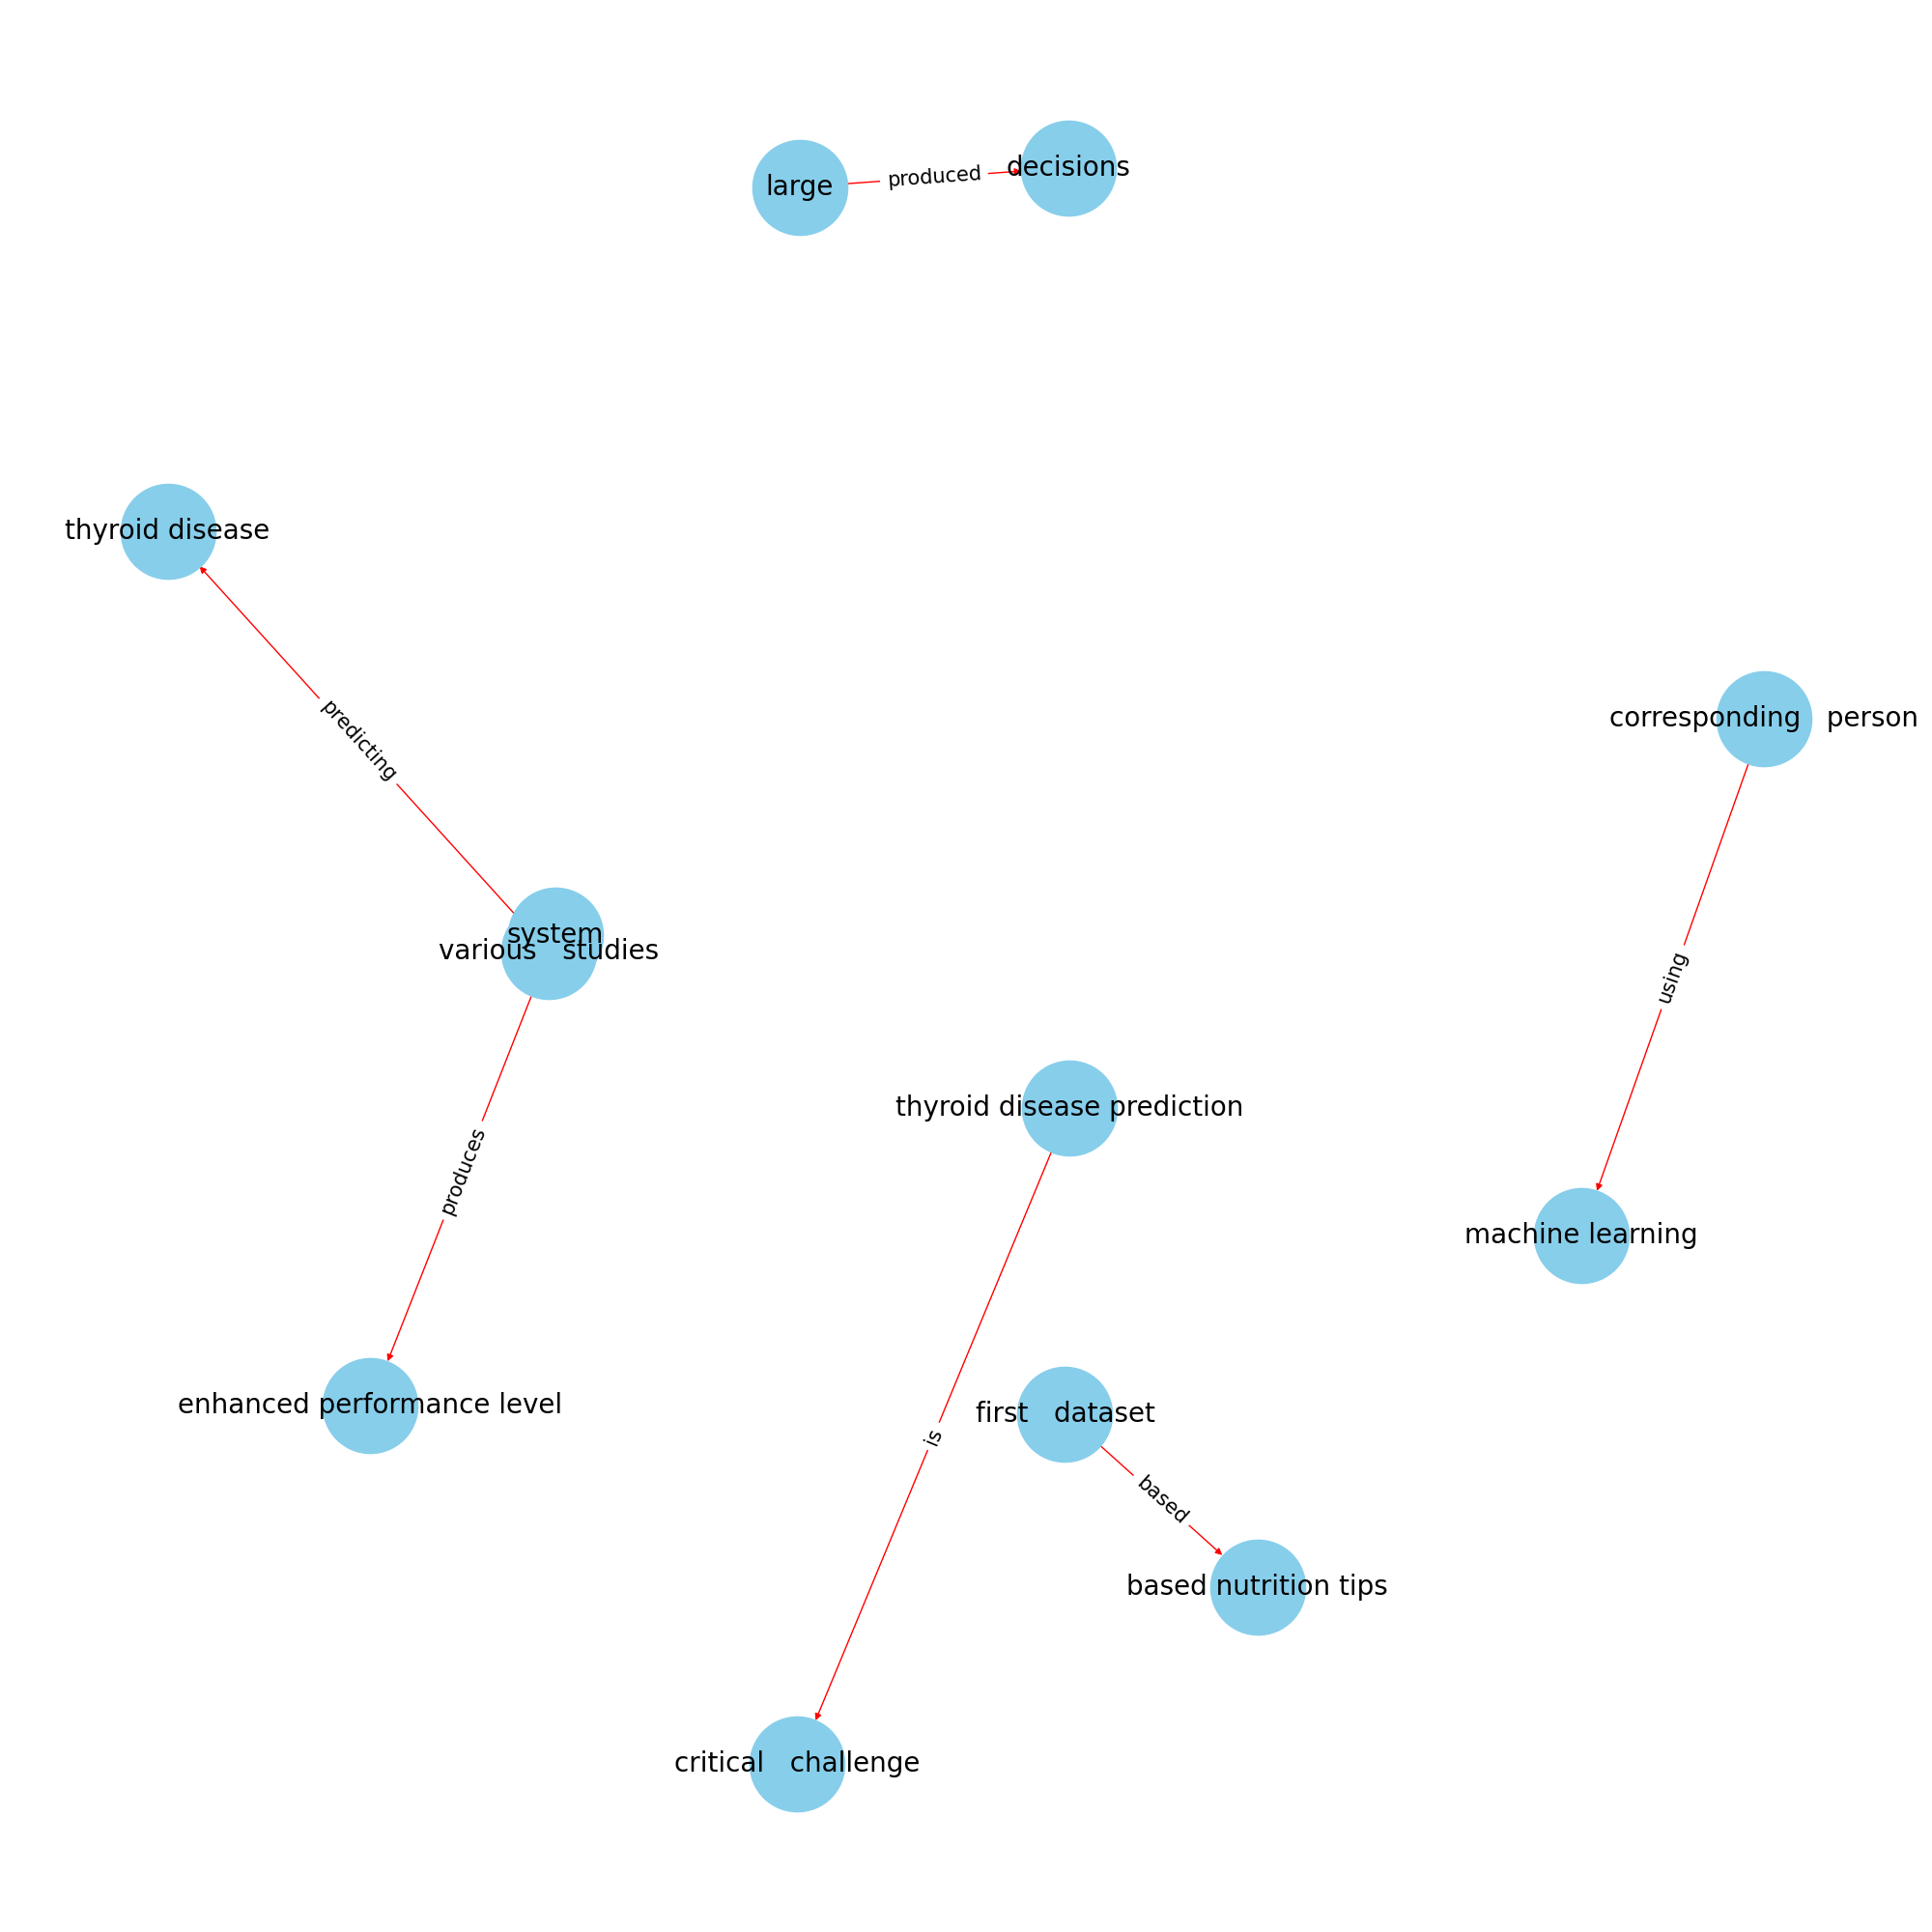 decisions
large
produced
thyroid disease
corresponding   person
predicting
system
various   studies
using
thyroid disease prediction
produces
machine learning
enhanced performance level
first   dataset
is
based
based nutrition tips
critical   challenge